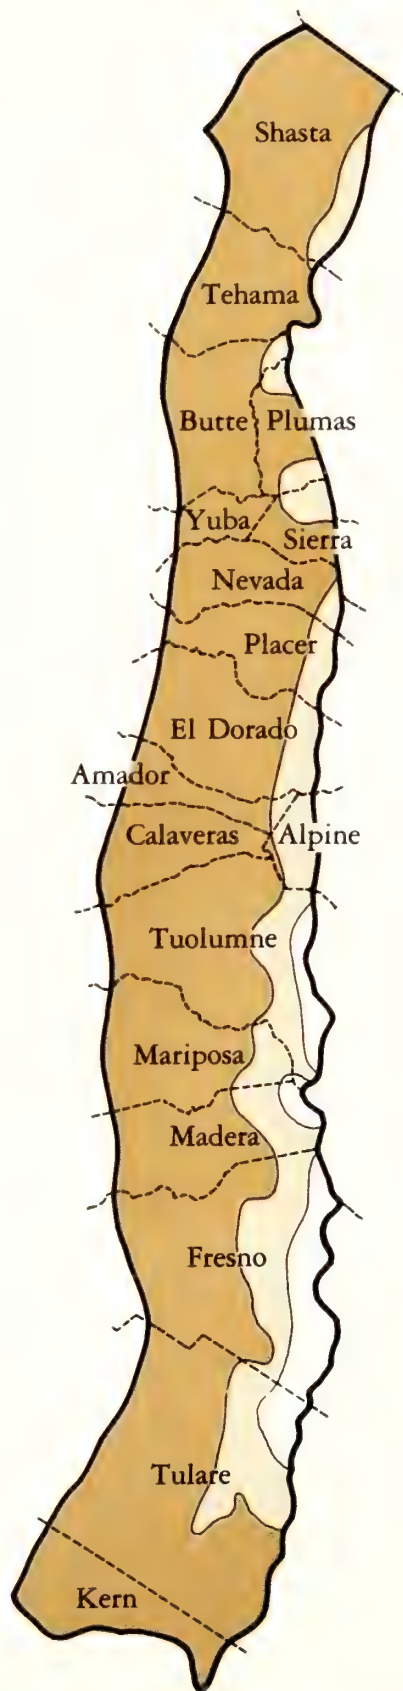 Shasta
Tehama
Butte Plumas
Yuba
Sierra
Nevada
Placer
El Dorado
Amador
Calaveras Alpine
Tuolumne
Mariposa
Madera
Fresno
Tulare
Kern